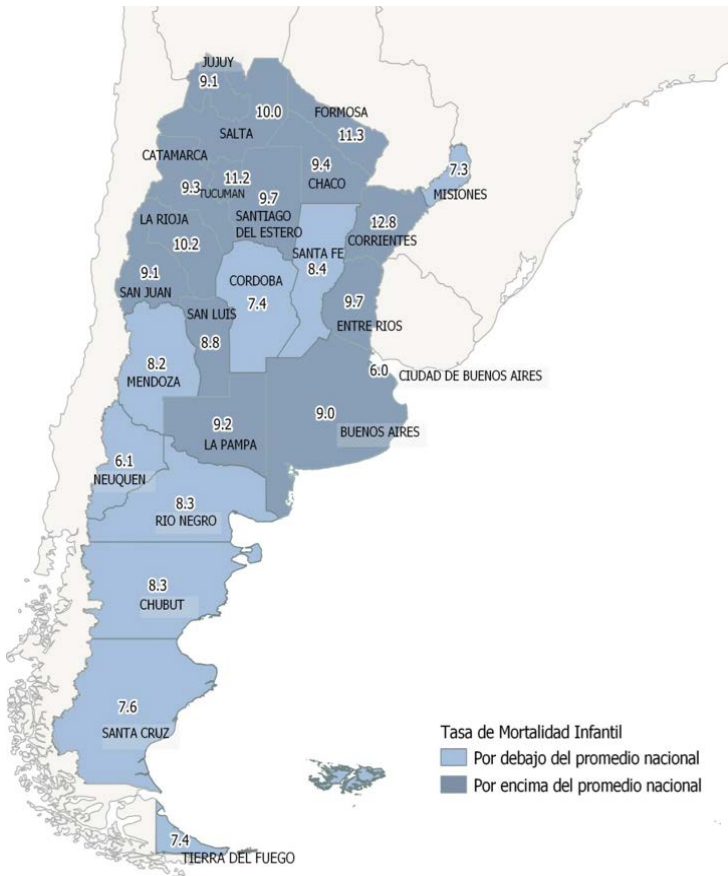 JUJUY
9.1
10.0
SALTA
FORMOSA
11.3
CATAMARCA
9.3
TUCUMAN
11.2
9.4
CHACO
7.3
MISIONES
9.7
SANTIAGO
DEL ESTERO
LA RIOJA
10.2
12.8
CORRIENTES
SANTA FE
8.4
9.1
SAN JUAN
CORDOBA
7.4
SAN LUIS
8.8
9.7
ENTRE RIOS
8.2
MENDOZA
6.0
CIUDAD DE BUENOS AIRES
9.2
LA PAMPA
9.0
BUENOS AIRES
6.1
NEUQUEN
8.3
RIO NEGRO
8.3
CHUBUT
7.6
SANTA CRUZ
7.4
TIERRA DEL FUEGO
Tasa de Mortalidad Infantil
Por debajo del promedio nacional
Por encima del promedio nacional